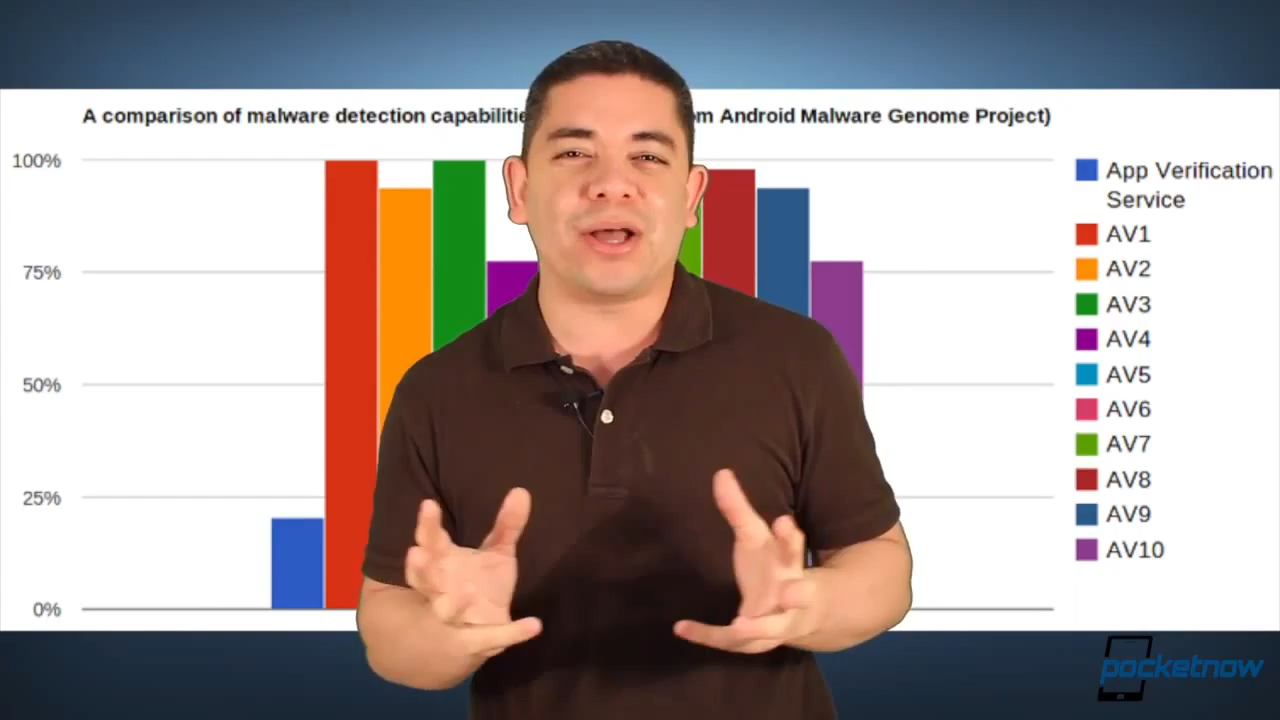 A comparison of malware detection capabilitie om Android Malware Genome Project)
100%
75%
50%
25%
0%
App Verification
Service
AV1
AV2
AV3
AV4
AV5
AV6
AV7
AV8
AV9
AV10
pocketnow